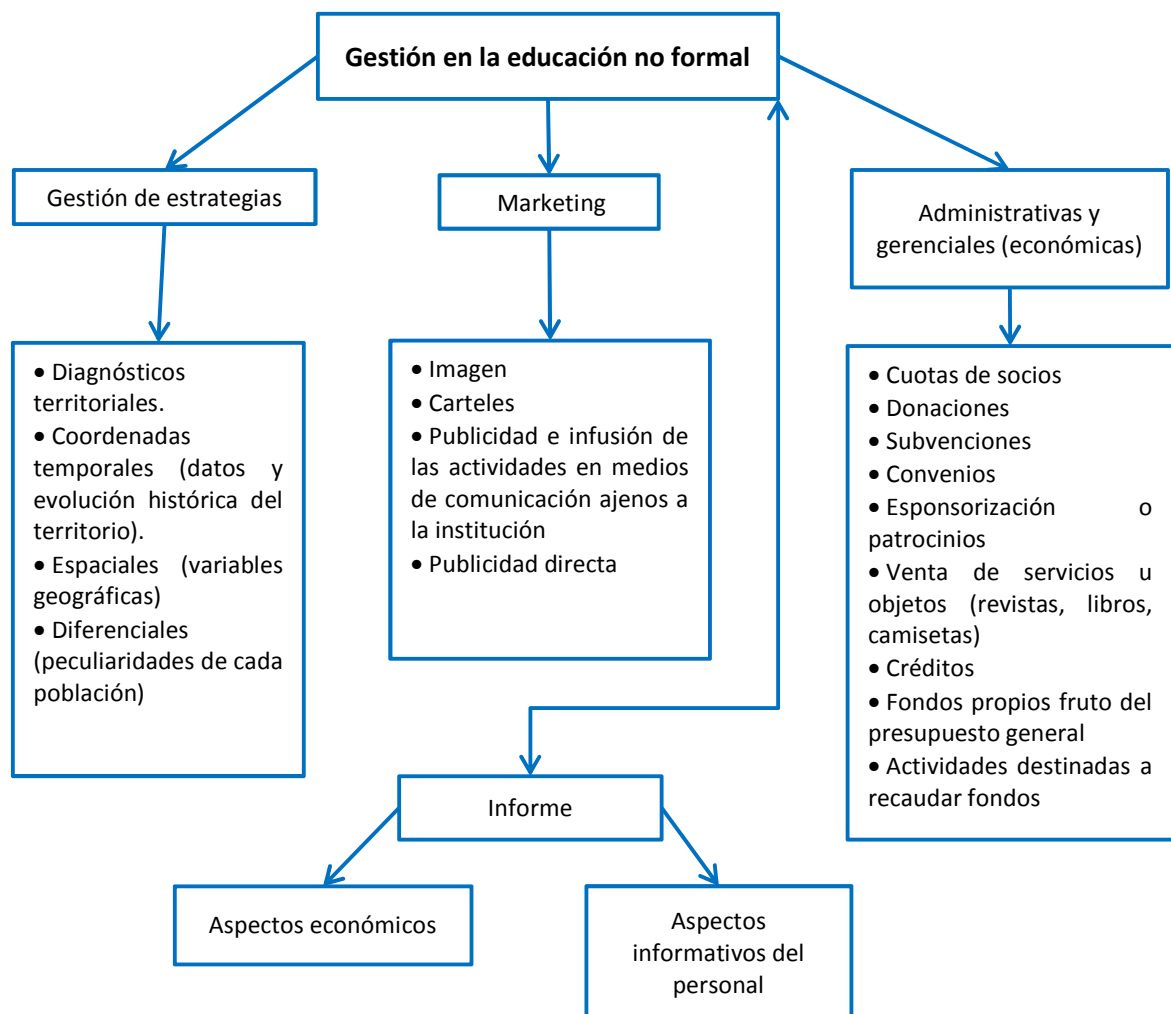 Gestión en la educación no formal
Gestión de estrategias
Marketing
Administrativas y
gerenciales (económicas)
• Diagnósticos
territoriales.
• Coordenadas
temporales (datos y
evolución histórica del
territorio).
• Espaciales (variables
geográficas)
• Diferenciales
(peculiaridades de cada
población)
• Imagen
• Carteles
• Publicidad e infusión de
las actividades en medios
de comunicación ajenos a
la institución
• Publicidad directa
• Cuotas de socios
• Donaciones
• Subvenciones
• Convenios
• Esponsorización o
patrocinios
• Venta de servicios u
objetos (revistas, libros,
camisetas)
• Créditos
• Fondos propios fruto del
presupuesto general
• Actividades destinadas a
recaudar fondos
Informe
Aspectos económicos
Aspectos
informativos del
personal